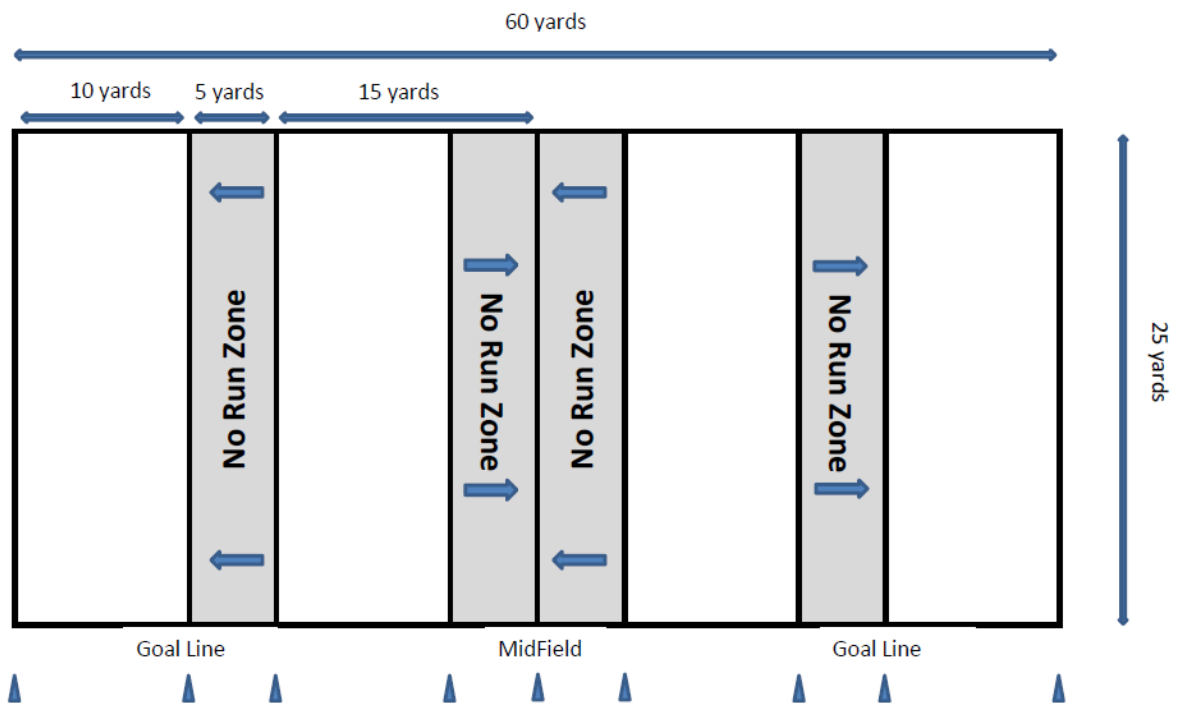 60 yards
10 yards
5 yards
15 yards
No Run Zone
No Run Zone
No Run Zone
No Run Zone
25 yards
Goal Line
MidField
Goal Line